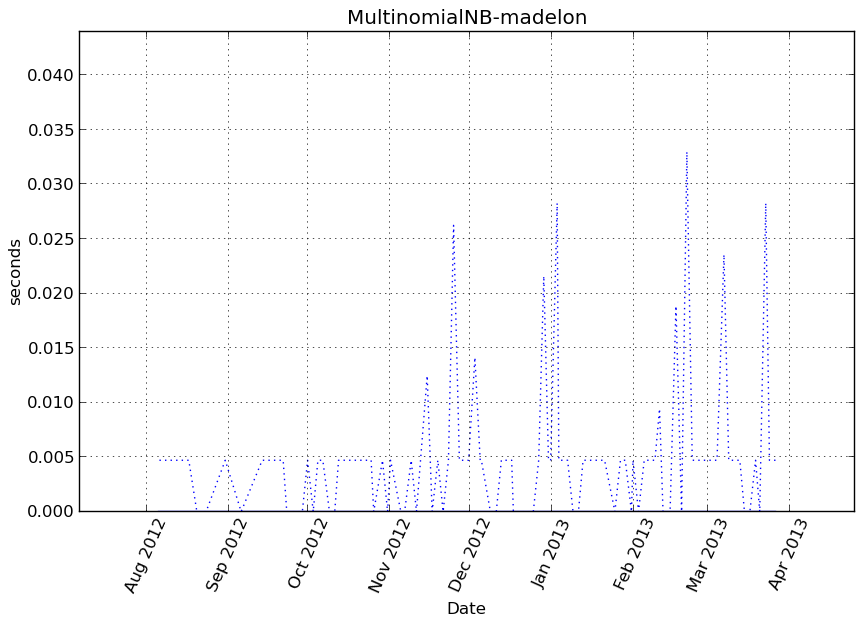 MultinomialNB-madelon
0.040
0.035
0.030
0.025
0.020
0.015
0.010
0.005
0.000
seconds
Aug 2012
Sep 2012
Oct 2012
Nov 2012
Dec 2012
Jan 2013
Feb 2013
Mar 2013
Apr 2013
Date